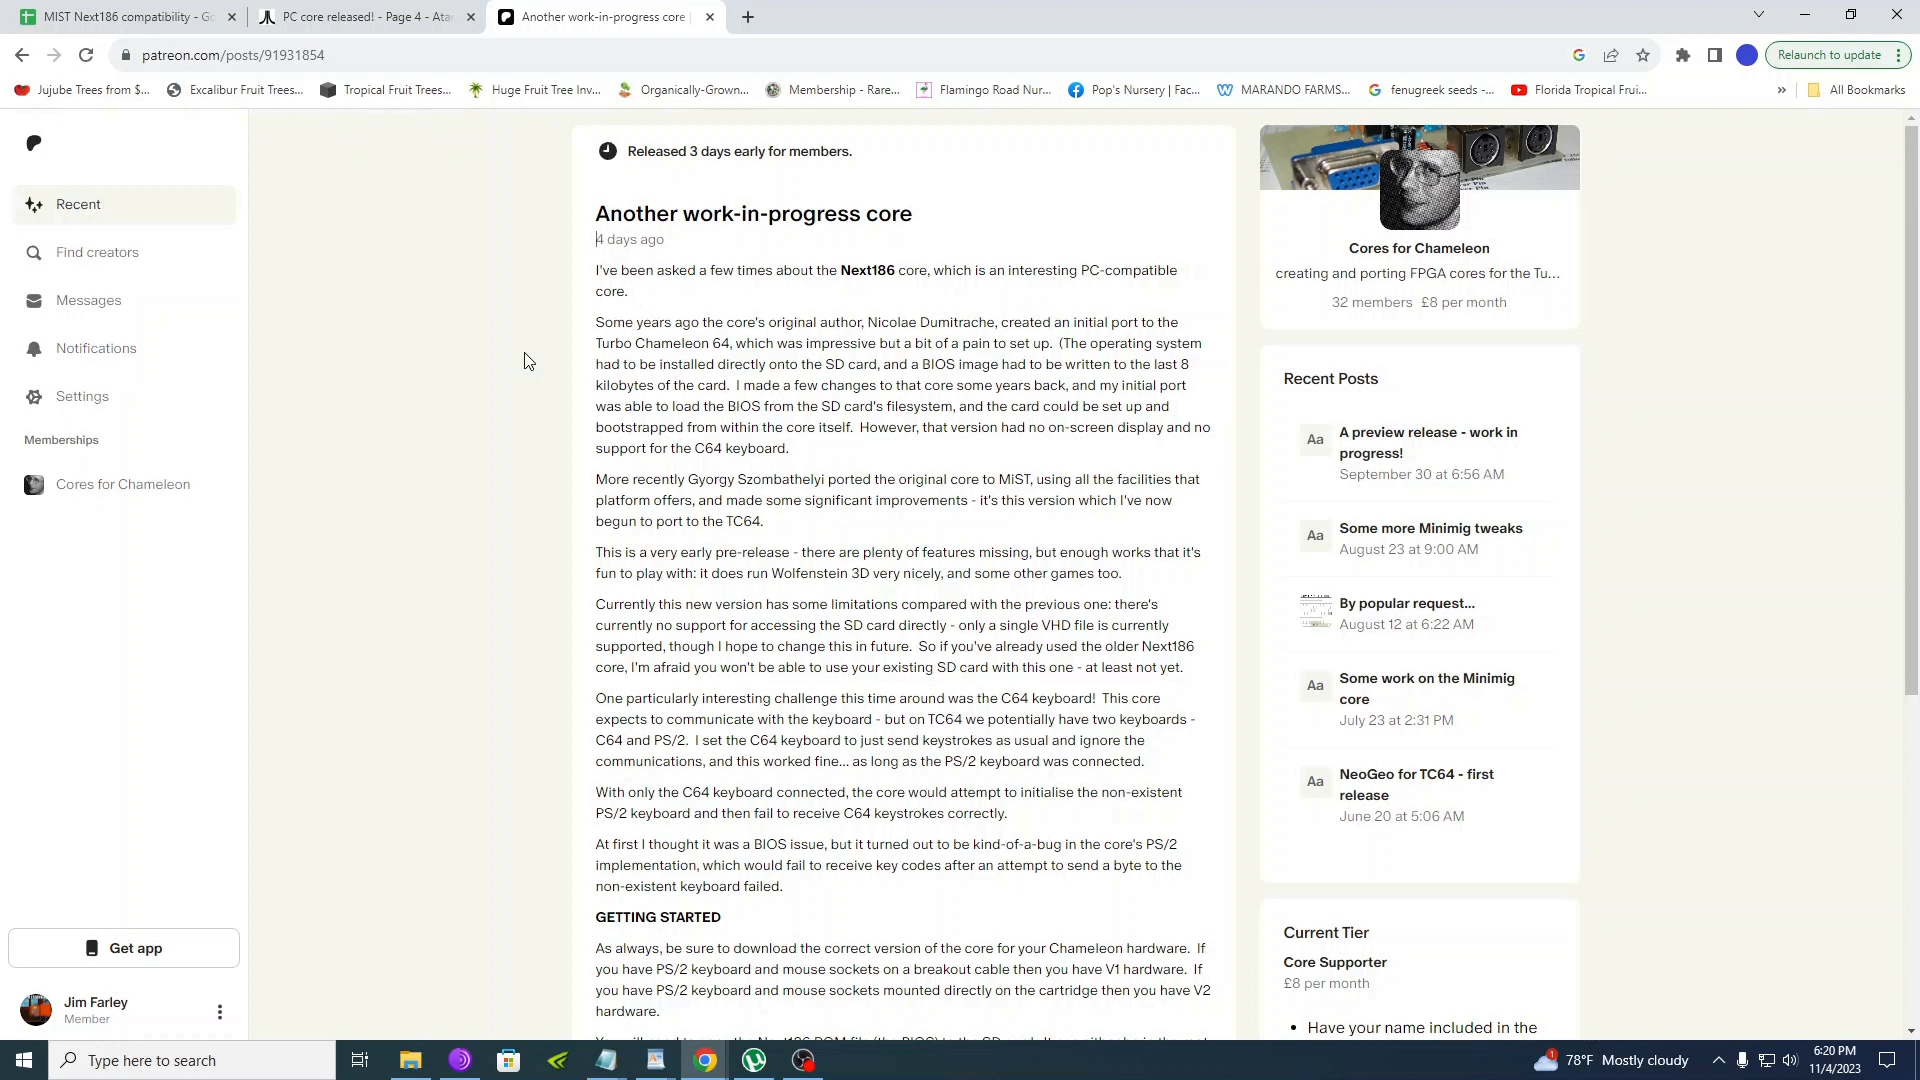 MIST Next186 compatibility - Go
PC core released! - Page 4 - Atar
Another work-in-progress core |
patreon.com/posts/91931854
Relaunch to update
Jujube Trees from $...
Excalibur Fruit Trees...
Tropical Fruit Trees...
Huge Fruit Tree Inv...
Organically-Grown...
Membership - Rare...
Flamingo Road Nur...
Pop's Nursery | Fac...
MARANDO FARMS...
fenugreek seeds -...
Florida Tropical Frui...
»
All Bookmarks
Recent
Find creators
Messages
Notifications
Settings
Memberships
Cores for Chameleon
Get app
Jim Farley
Member
Released 3 days early for members.
Another work-in-progress core
4 days ago
I've been asked a few times about the Next186 core, which is an interesting PC-compatible
core.
Some years ago the core's original author, Nicolae Dumitrache, created an initial port to the
Turbo Chameleon 64, which was impressive but a bit of a pain to set up.  (The operating system
had to be installed directly onto the SD card, and a BIOS image had to be written to the last 8
kilobytes of the card.  I made a few changes to that core some years back, and my initial port
was able to load the BIOS from the SD card's filesystem, and the card could be set up and
bootstrapped from within the core itself.  However, that version had no on-screen display and no
support for the C64 keyboard.
More recently Gyorgy Szombathelyi ported the original core to MiST, using all the facilities that
platform offers, and made some significant improvements - it's this version which I've now
begun to port to the TC64.
This is a very early pre-release - there are plenty of features missing, but enough works that it's
fun to play with: it does run Wolfenstein 3D very nicely, and some other games too.
Currently this new version has some limitations compared with the previous one: there's
currently no support for accessing the SD card directly - only a single VHD file is currently
supported, though I hope to change this in future.  So if you've already used the older Next186
core, I'm afraid you won't be able to use your existing SD card with this one - at least not yet.
One particularly interesting challenge this time around was the C64 keyboard!  This core
expects to communicate with the keyboard - but on TC64 we potentially have two keyboards -
C64 and PS/2.  I set the C64 keyboard to just send keystrokes as usual and ignore the
communications, and this worked fine... as long as the PS/2 keyboard was connected.
With only the C64 keyboard connected, the core would attempt to initialise the non-existent
PS/2 keyboard and then fail to receive C64 keystrokes correctly.
At first I thought it was a BIOS issue, but it turned out to be kind-of-a-bug in the core's PS/2
implementation, which would fail to receive key codes after an attempt to send a byte to the
non-existent keyboard failed.
GETTING STARTED
As always, be sure to download the correct version of the core for your Chameleon hardware.  If
you have PS/2 keyboard and mouse sockets on a breakout cable then you have V1 hardware.  If
you have PS/2 keyboard and mouse sockets mounted directly on the cartridge then you have V2
hardware.
Cores for Chameleon
creating and porting FPGA cores for the Tu...
32 members  £8 per month
Recent Posts
Aa
A preview release - work in
progress!
September 30 at 6:56 AM
Aa
Some more Minimig tweaks
August 23 at 9:00 AM
By popular request...
August 12 at 6:22 AM
Aa
Some work on the Minimig
core
July 23 at 2:31 PM
Aa
NeoGeo for TC64 - first
release
June 20 at 5:06 AM
Current Tier
Core Supporter
£8 per month
• Have your name included in the
Type here to search
1
78°F  Mostly cloudy
6:20 PM
11/4/2023